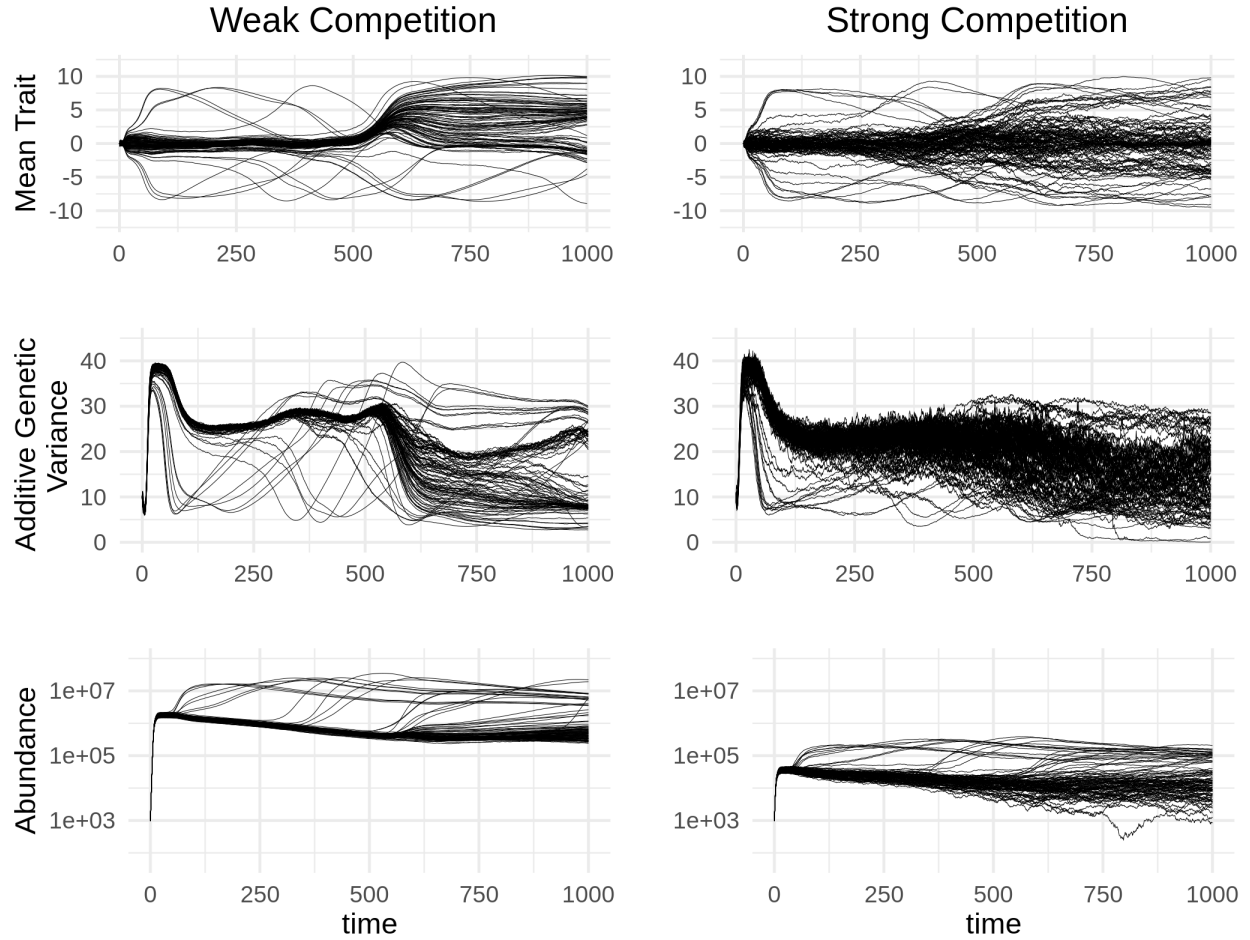 Weak Competition
Strong Competition
Mean Trait
10
5
0
-5
-10
0 250 500 750 1000
10
5
0
-5
-10
0 250 500 750 1000
Additive Genetic
Variance
40
30
20
10
0
0 250 500 750 1000
40
30
20
10
0
0 250 500 750 1000
Abundance
1e+07
1e+05
1e+03
0 250 500 750 1000
time
1e+07
1e+05
1e+03
0 250 500 750 1000
time